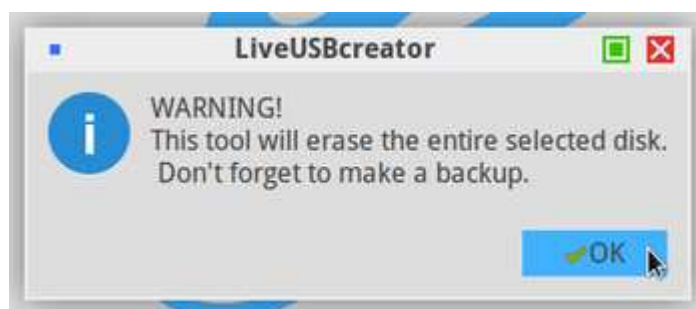 LiveUSBcreator
WARNING!
This tool will erase the entire selected disk.
Don't forget to make a backup.
OK